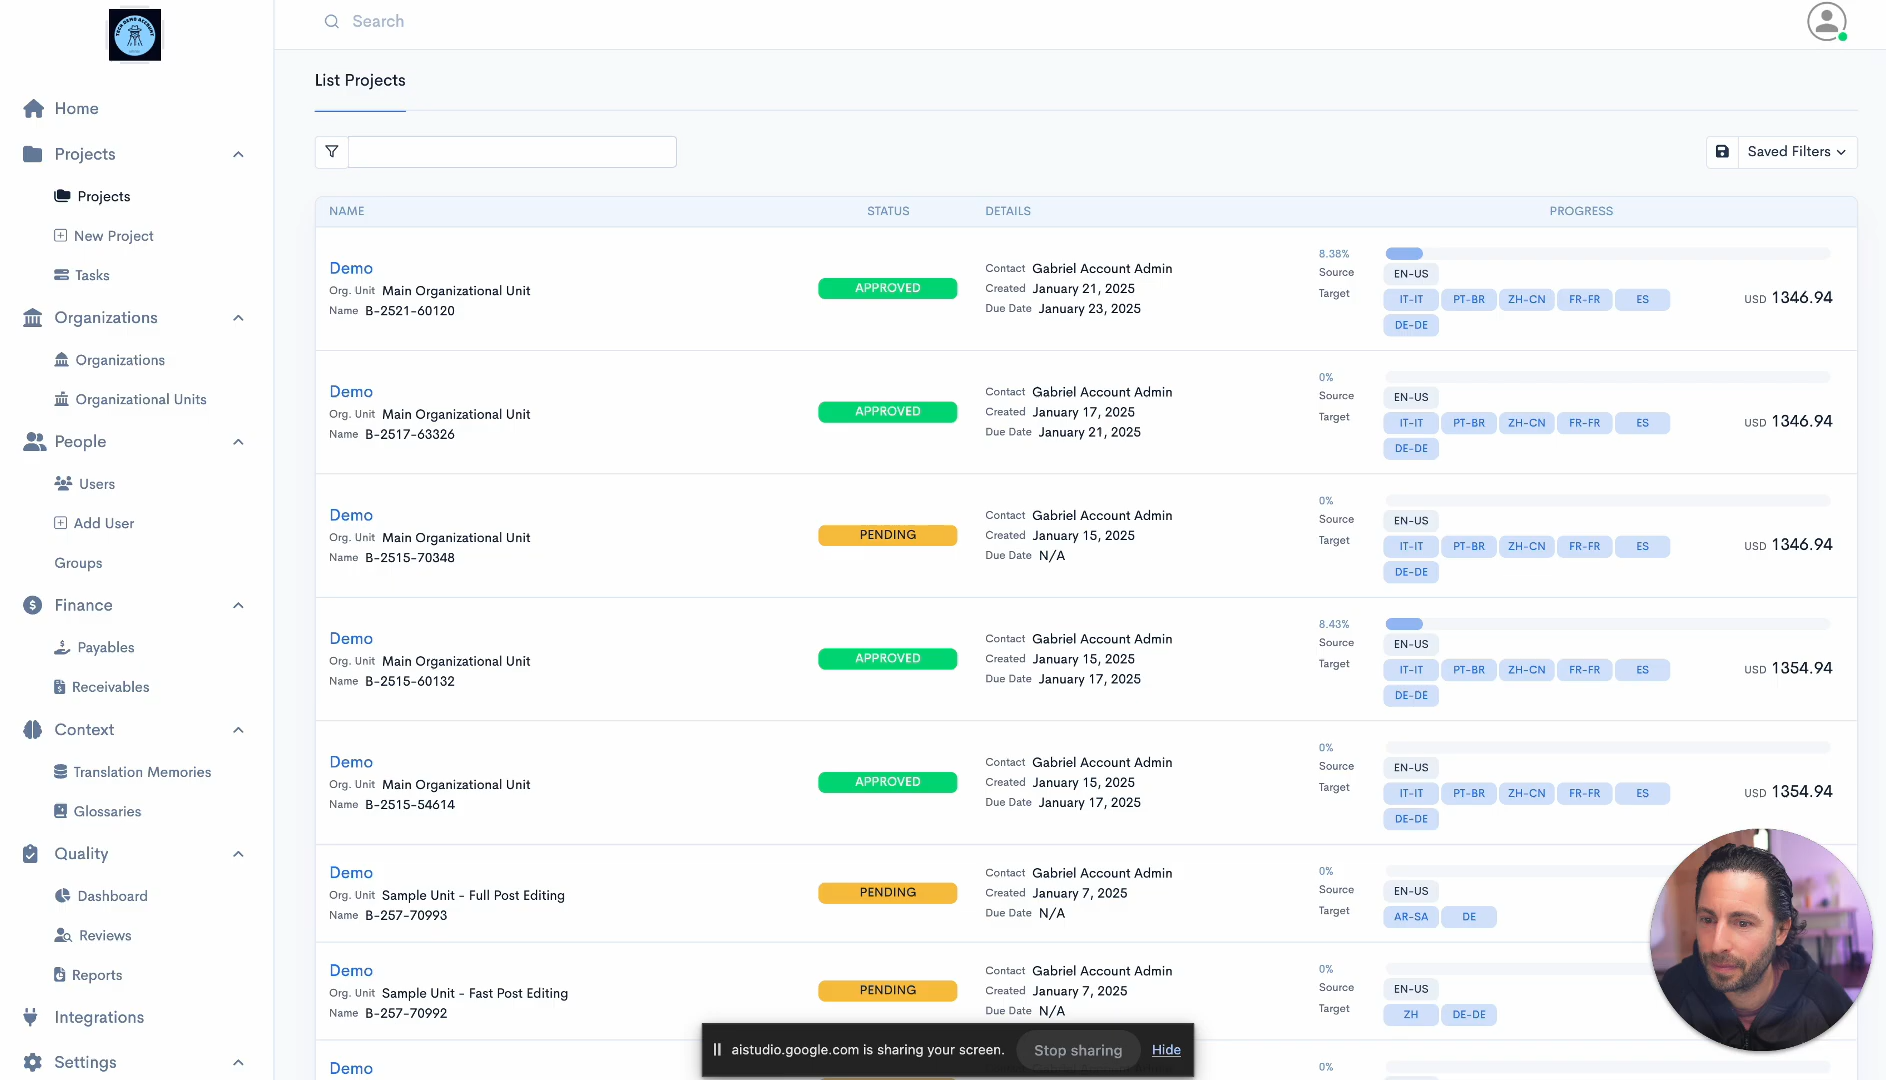 TECH DEMO ACCOUNT
Search
Home
Projects
Projects
New Project
Tasks
Organizations
Organizations
Organizational Units
People
Users
Add User
Groups
Finance
Payables
Receivables
Context
Translation Memories
Glossaries
Quality
Dashboard
Reviews
Reports
Integrations
Settings
List Projects
Saved Filters
NAME STATUS DETAILS PROGRESS
Demo
Org. Unit Main Organizational Unit
Name B-2521-60120
APPROVED
Contact Gabriel Account Admin
Created January 21, 2025
Due Date January 23, 2025
8.38%
Source EN-US
Target IT-IT PT-BR ZH-CN FR-FR ES
DE-DE
USD 1346.94
Demo
Org. Unit Main Organizational Unit
Name B-2517-63326
APPROVED
Contact Gabriel Account Admin
Created January 17, 2025
Due Date January 21, 2025
0%
Source EN-US
Target IT-IT PT-BR ZH-CN FR-FR ES
DE-DE
USD 1346.94
Demo
Org. Unit Main Organizational Unit
Name B-2515-70348
PENDING
Contact Gabriel Account Admin
Created January 15, 2025
Due Date N/A
0%
Source EN-US
Target IT-IT PT-BR ZH-CN FR-FR ES
DE-DE
USD 1346.94
Demo
Org. Unit Main Organizational Unit
Name B-2515-60132
APPROVED
Contact Gabriel Account Admin
Created January 15, 2025
Due Date January 17, 2025
8.43%
Source EN-US
Target IT-IT PT-BR ZH-CN FR-FR ES
DE-DE
USD 1354.94
Demo
Org. Unit Main Organizational Unit
Name B-2515-54614
APPROVED
Contact Gabriel Account Admin
Created January 15, 2025
Due Date January 17, 2025
0%
Source EN-US
Target IT-IT PT-BR ZH-CN FR-FR ES
DE-DE
USD 1354.94
Demo
Org. Unit Sample Unit - Full Post Editing
Name B-257-70993
PENDING
Contact Gabriel Account Admin
Created January 7, 2025
Due Date N/A
0%
Source EN-US
Target AR-SA DE
Demo
Org. Unit Sample Unit - Fast Post Editing
Name B-257-70992
PENDING
Contact Gabriel Account Admin
Created January 7, 2025
Due Date N/A
0%
Source EN-US
Target ZH DE-DE
Demo
0%
aistudio.google.com is sharing your screen. Stop sharing Hide